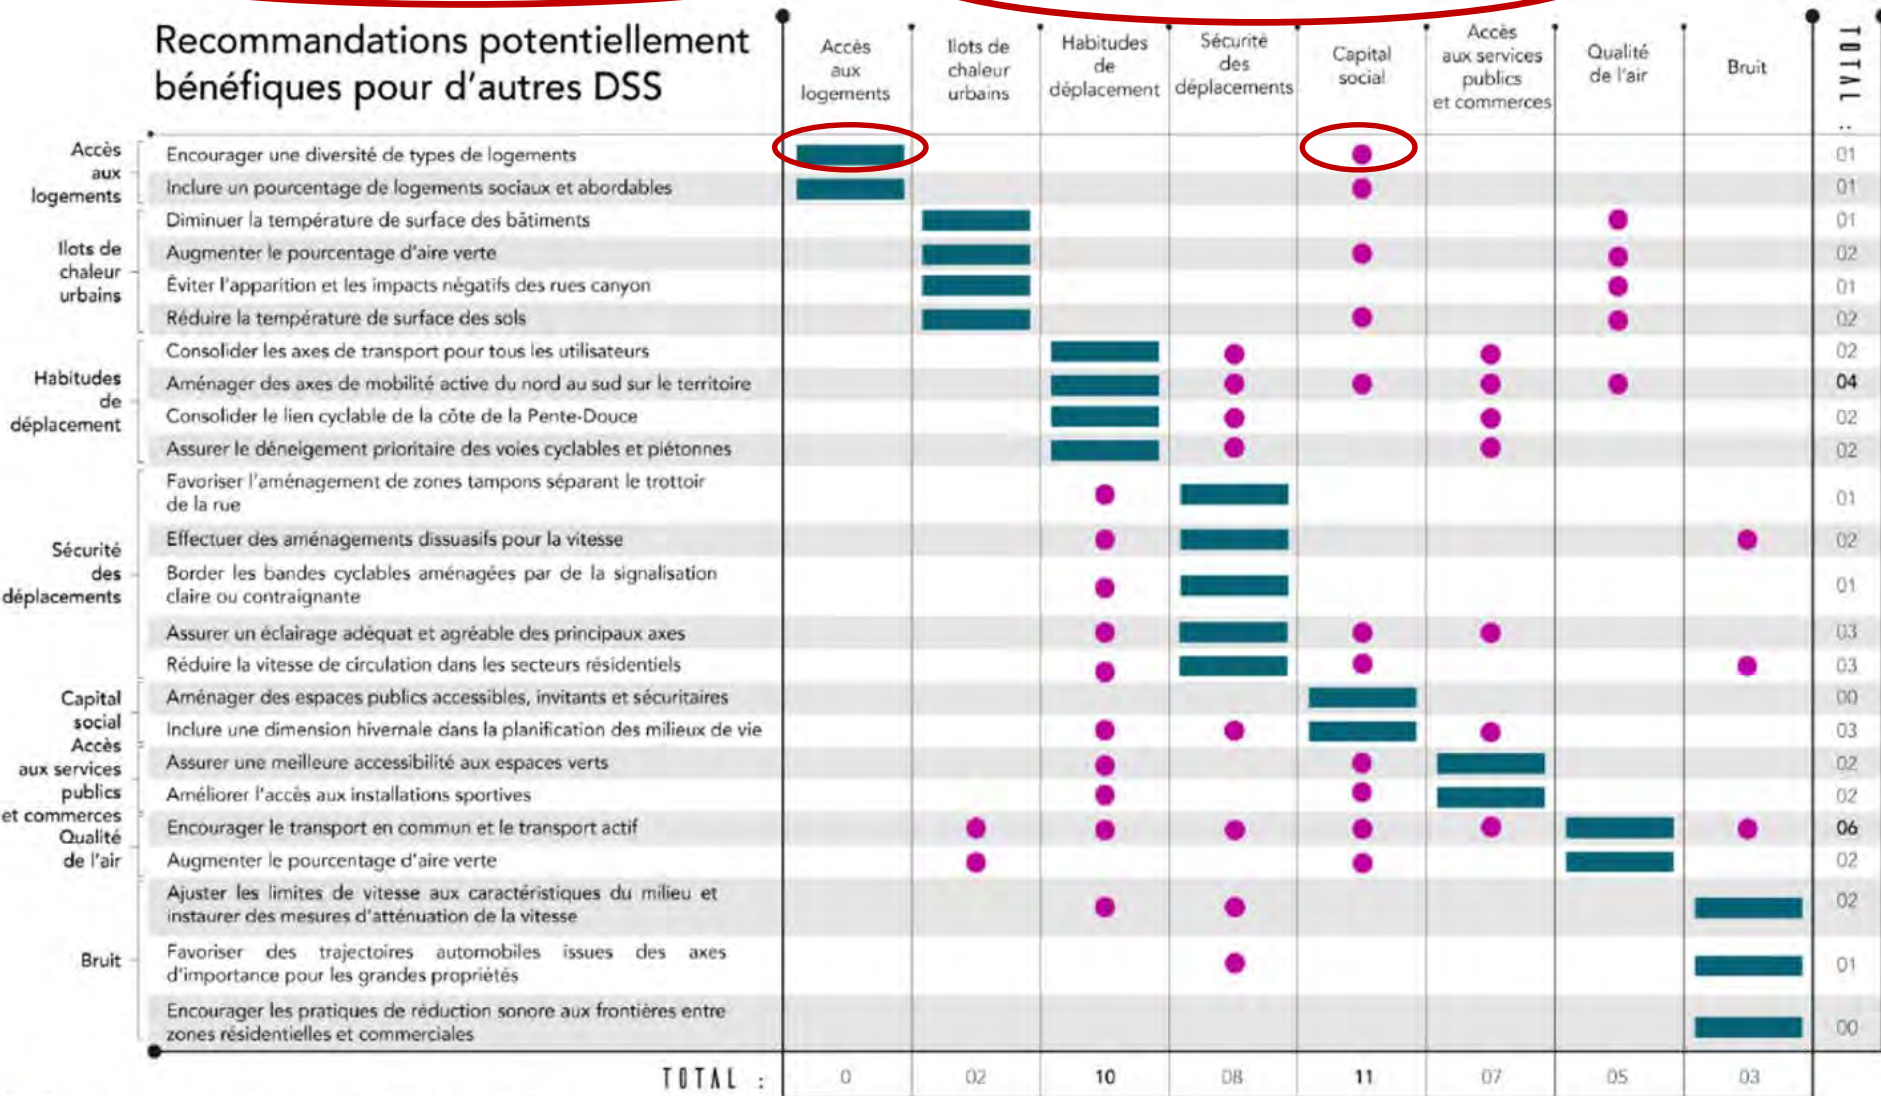 Recommandations potentiellement
bénéfiques pour d'autres DSS
Accès
aux
logements
Ilots de
chaleur
urbains
Habitudes
de
déplacement
Sécurité
des
déplacements
Capital
social
Accès
aux services
publics
et commerces
Qualité
de l'air
Bruit
TOTAL :
Accès
aux
logements
Encourager une diversité de types de logements
01
Inclure un pourcentage de logements sociaux et abordables
01
Ilots de
chaleur
urbains
Diminuer la température de surface des bâtiments
01
Augmenter le pourcentage d'aire verte
02
Éviter l'apparition et les impacts négatifs des rues canyon
01
Réduire la température de surface des sols
02
Habitudes
de
déplacement
Consolider les axes de transport pour tous les utilisateurs
02
Aménager des axes de mobilité active du nord au sud sur le territoire
04
Consolider le lien cyclable de la côte de la Pente-Douce
02
Assurer le déneigement prioritaire des voies cyclables et piétonnes
02
Sécurité
des
déplacements
Favoriser l'aménagement de zones tampons séparant le trottoir
de la rue
01
Effectuer des aménagements dissuasifs pour la vitesse
02
Border les bandes cyclables aménagées par de la signalisation
claire ou contraignante
01
Assurer un éclairage adéquat et agréable des principaux axes
03
Réduire la vitesse de circulation dans les secteurs résidentiels
03
Capital
social
Aménager des espaces publics accessibles, invitants et sécuritaires
00
Inclure une dimension hivernale dans la planification des milieux de vie
03
Accès
aux services
publics
et commerces
Assurer une meilleure accessibilité aux espaces verts
02
Améliorer l'accès aux installations sportives
02
Qualité
de l'air
Encourager le transport en commun et le transport actif
06
Augmenter le pourcentage d'aire verte
02
Bruit
Ajuster les limites de vitesse aux caractéristiques du milieu et
instaurer des mesures d'atténuation de la vitesse
02
Favoriser des trajectoires automobiles issues des axes
d'importance pour les grandes propriétés
01
Encourager les pratiques de réduction sonore aux frontières entre
zones résidentielles et commerciales
00
TOTAL : 0 02 10 08 11 07 05 03